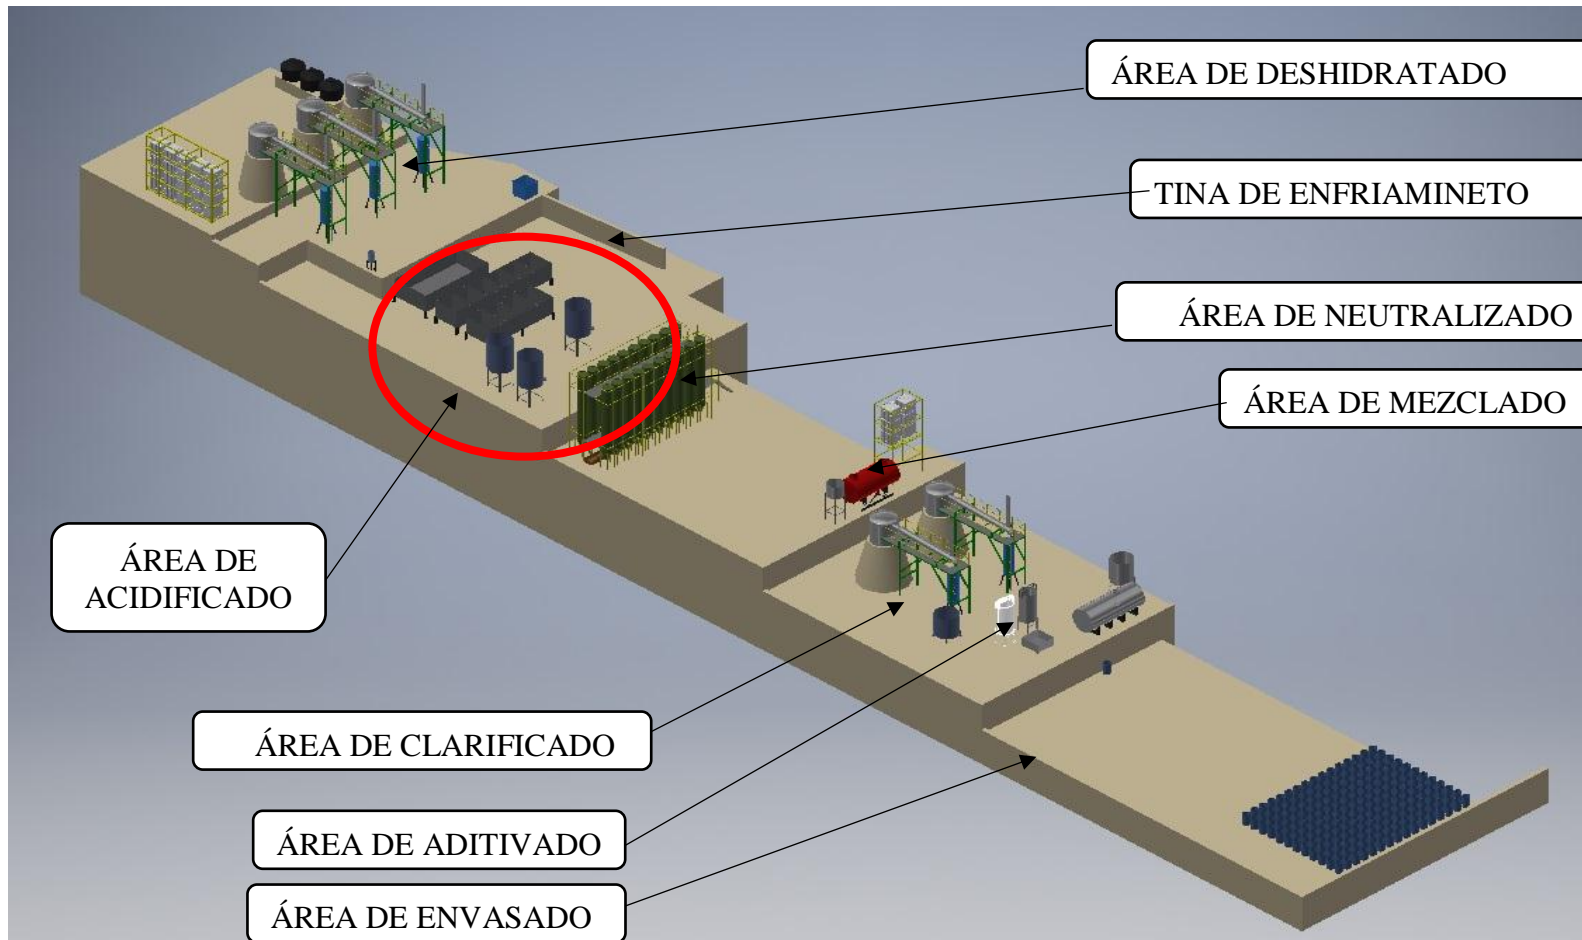 ÁREA DE DESHIDRATADO
TINA DE ENFRIAMINETO
ÁREA DE NEUTRALIZADO
ÁREA DE MEZCLADO
ÁREA DE
ACIDIFICADO
ÁREA DE CLARIFICADO
ÁREA DE ADITIVADO
ÁREA DE ENVASADO